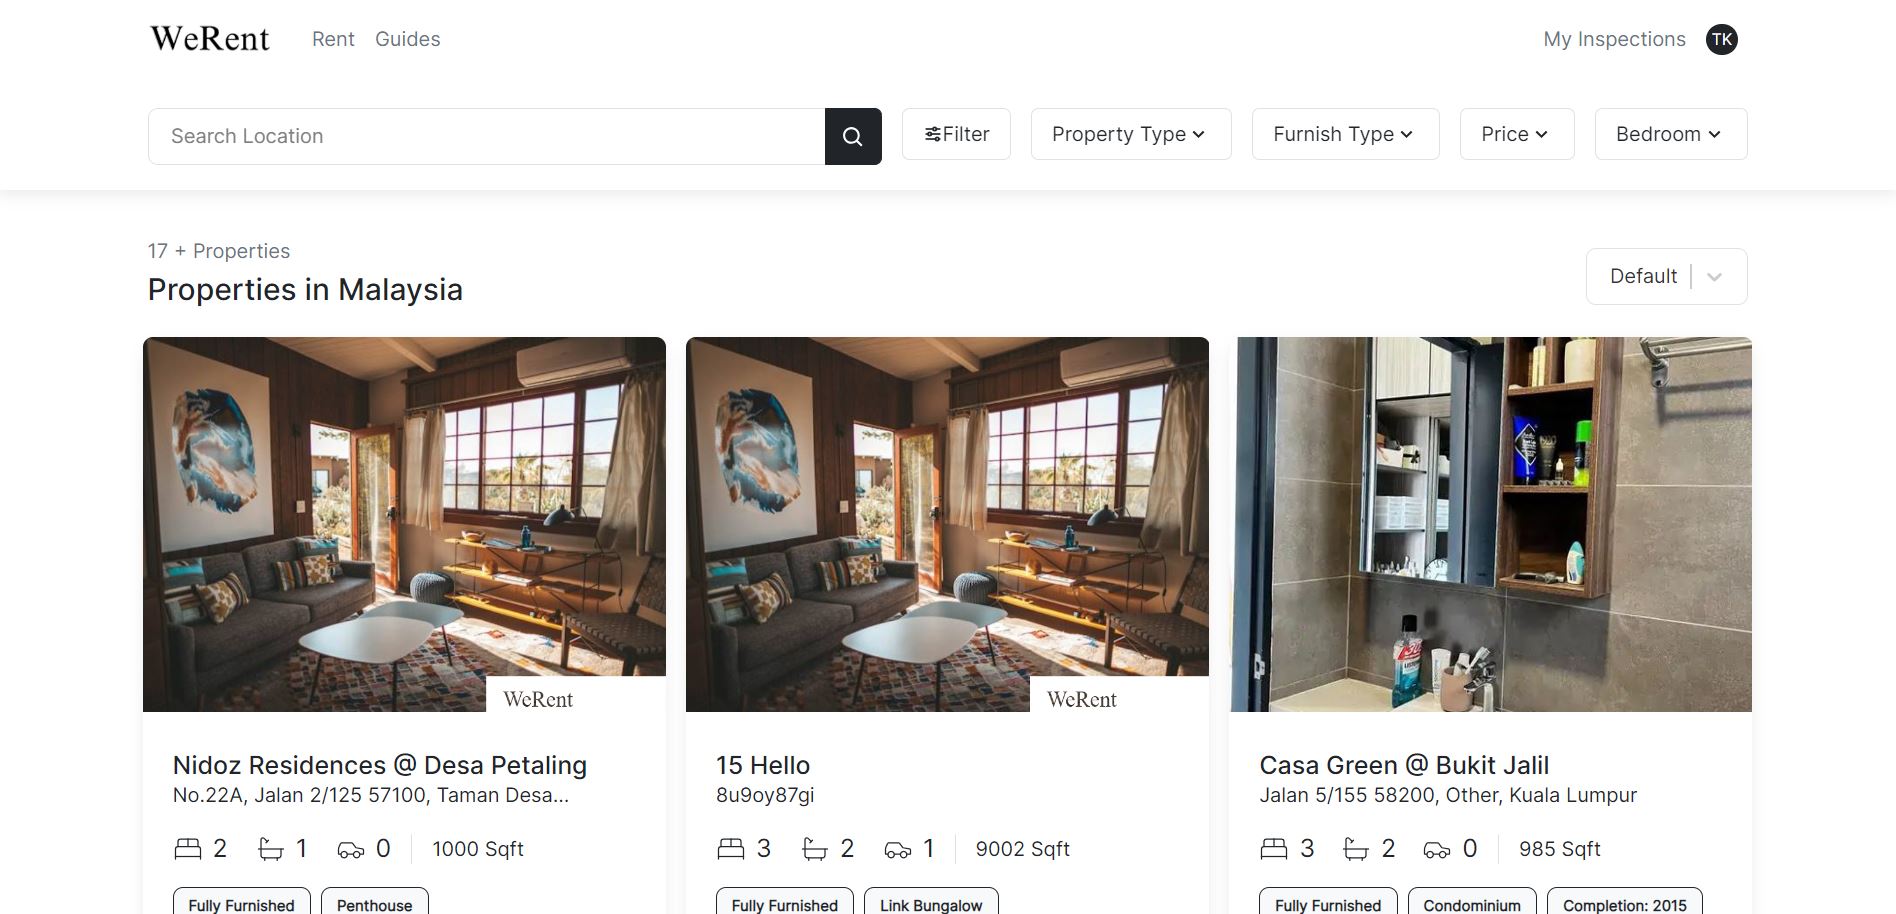 WeRent Rent Guides My Inspections TK
Search Location Filter Property Type Furnish Type Price Bedroom
17 + Properties
Properties in Malaysia
Default
WeRent
WeRent
Nidoz Residences @ Desa Petaling
No.22A, Jalan 2/125 57100, Taman Desa...
2 1 0 1000 Sqft
Fully Furnished Penthouse
15 Hello
8u9oy87gi
3 2 1 9002 Sqft
Fully Furnished Link Bungalow
LISTERINE
Casa Green @ Bukit Jalil
Jalan 5/155 58200, Other, Kuala Lumpur
3 2 0 985 Sqft
Fully Furnished Condominium Completion: 2015